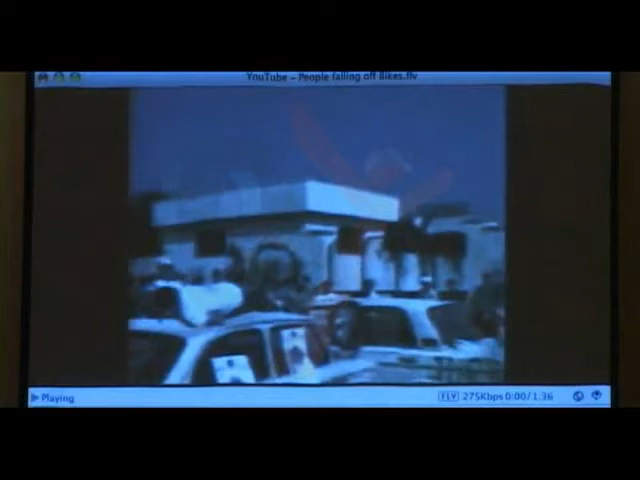 YouTube - People falling off Bikes.flv
Playing
FLV 275Kbps 0:00/1:36